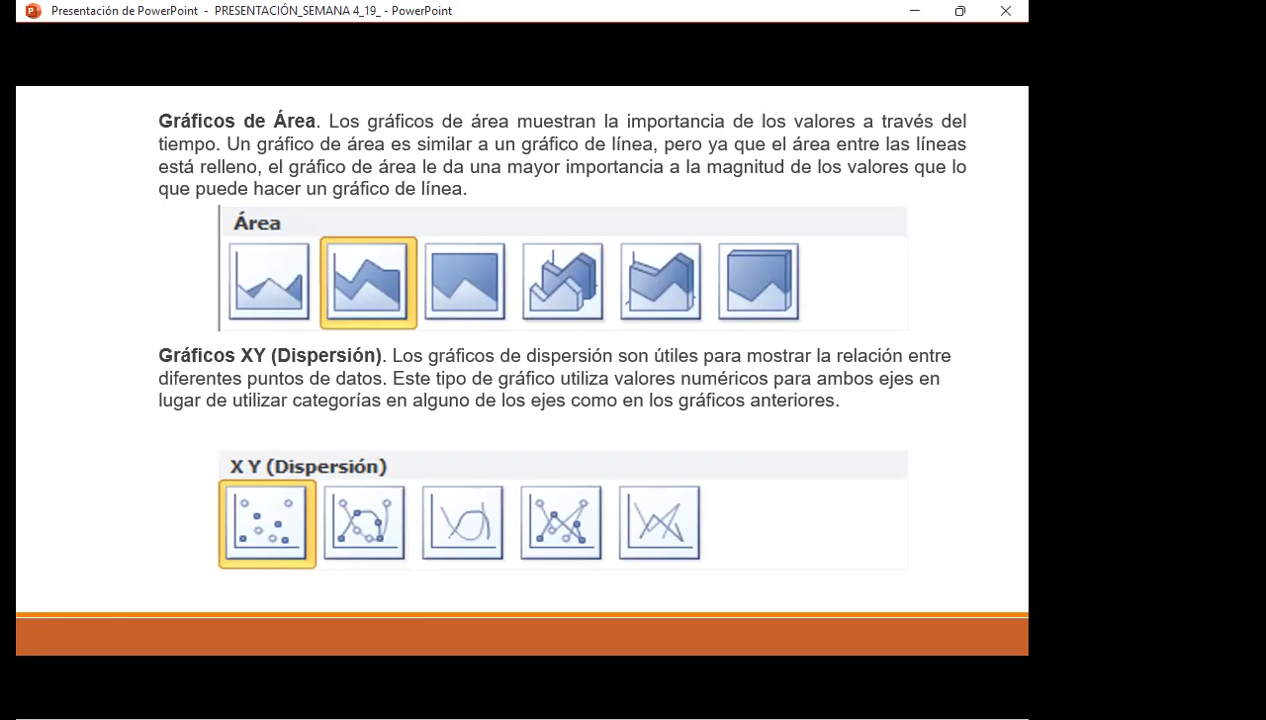 Presentación de PowerPoint - PRESENTACIÓN_SEMANA 4_19_ - PowerPoint
Gráficos de Área. Los gráficos de área muestran la importancia de los valores a través del
tiempo. Un gráfico de área es similar a un gráfico de línea, pero ya que el área entre las líneas
está relleno, el gráfico de área le da una mayor importancia a la magnitud de los valores que lo
que puede hacer un gráfico de línea.
Área
Gráficos XY (Dispersión). Los gráficos de dispersión son útiles para mostrar la relación entre
diferentes puntos de datos. Este tipo de gráfico utiliza valores numéricos para ambos ejes en
lugar de utilizar categorías en alguno de los ejes como en los gráficos anteriores.
X Y (Dispersión)